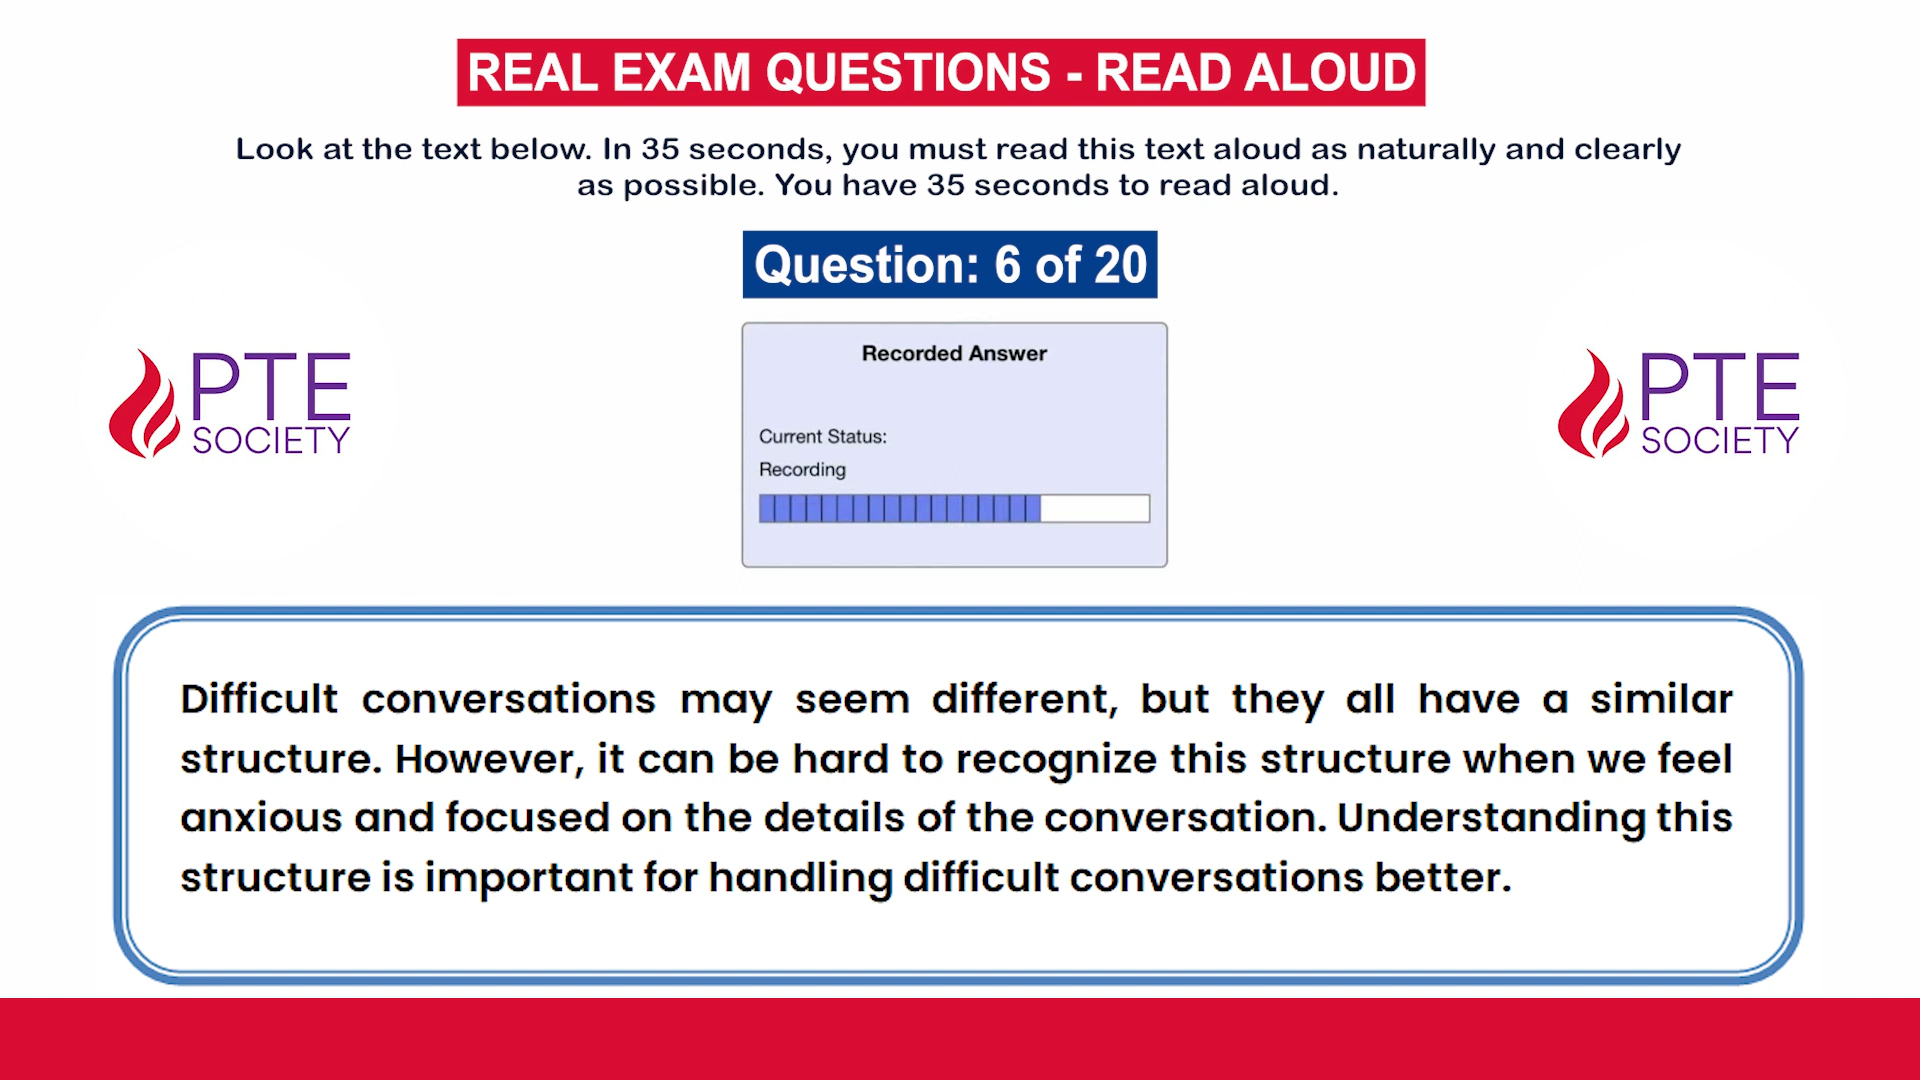 REAL EXAM QUESTIONS - READ ALOUD
Look at the text below. In 35 seconds, you must read this text aloud as naturally and clearly
as possible. You have 35 seconds to read aloud.
Question: 6 of 20
PTE
SOCIETY
Recorded Answer
Current Status:
Recording
PTE
SOCIETY
Difficult conversations may seem different, but they all have a similar
structure. However, it can be hard to recognize this structure when we feel
anxious and focused on the details of the conversation. Understanding this
structure is important for handling difficult conversations better.